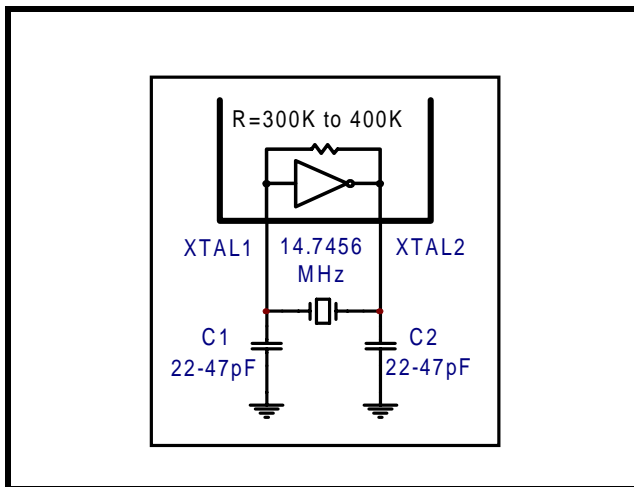 R=300K to 400K
XTAL1 14.7456 XTAL2
MHz
C1 C2
22-47pF 22-47pF